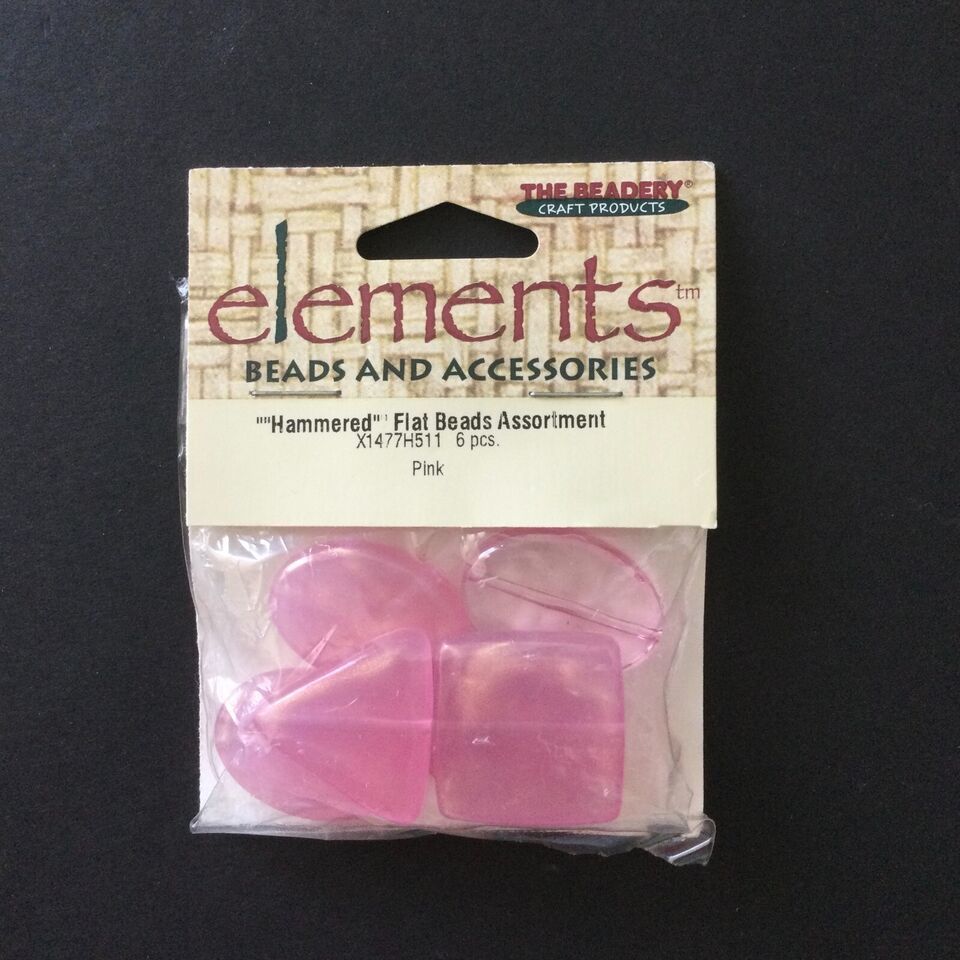 THE BEADERY®
CRAFT PRODUCTS
elements™
BEADS AND ACCESSORIES
""Hammered"' Flat Beads Assortment
X1477H511 6 pcs.
Pink